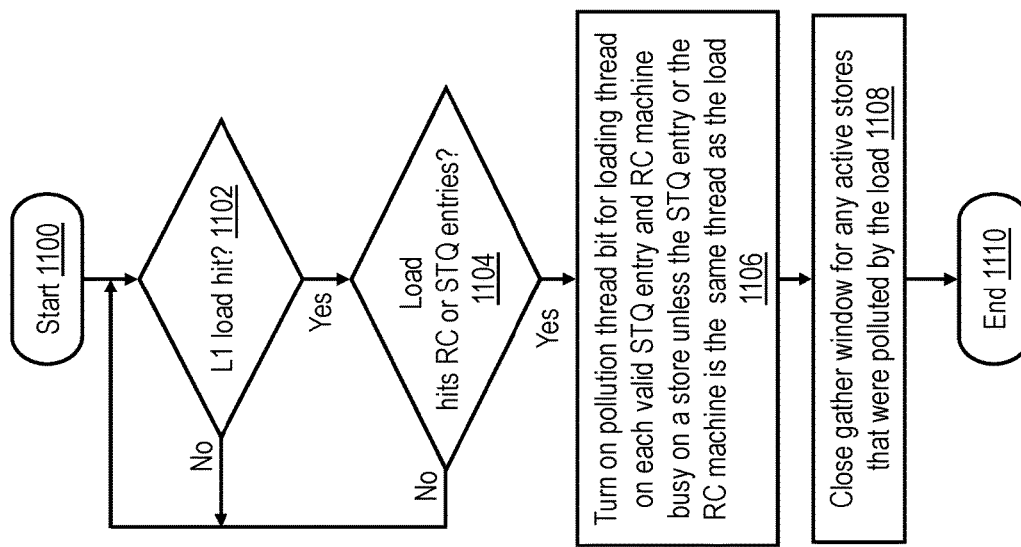 Start 1100
L1 load hit? 1102
No
Yes
Load
hits RC or STQ entries?
1104
No
Yes
Turn on pollution thread bit for loading thread
on each valid STQ entry and RC machine
busy on a store unless the STQ entry or the
RC machine is the same thread as the load
1106
Close gather window for any active stores
that were polluted by the load 1108
End 1110